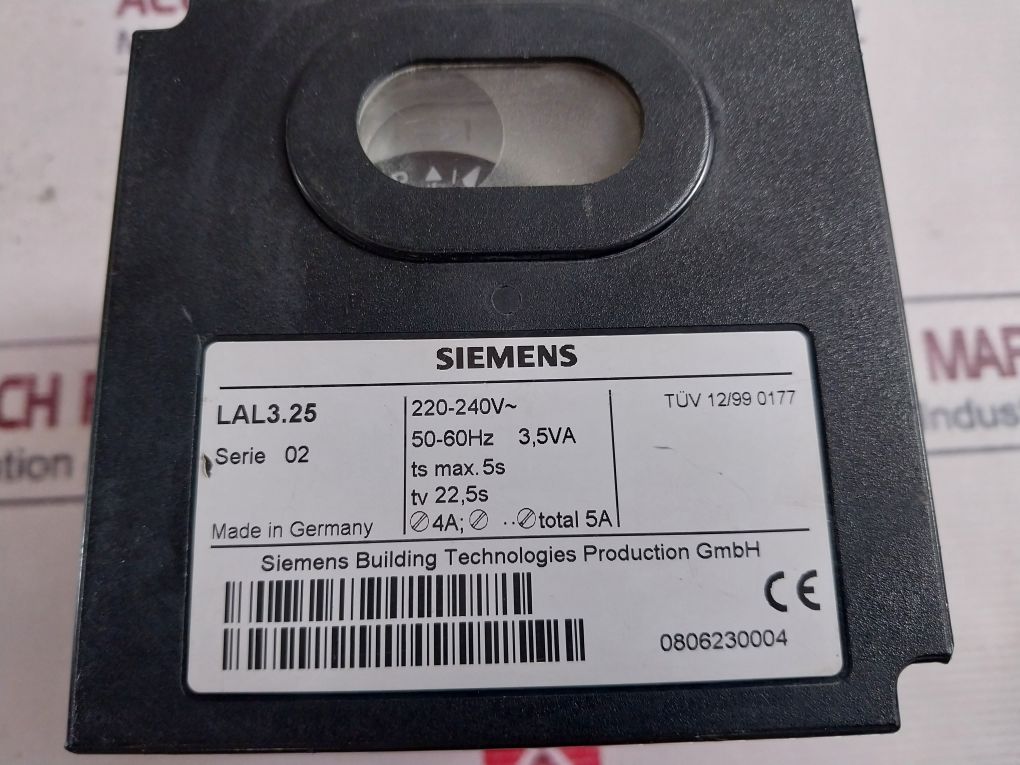 SIEMENS
LAL3.25
Serie 02
Made in Germany
220-240V~
50-60Hz 3,5VA
ts max. 5s
tv 22,5s
⊘4A; ⊘ ..⊘total 5A
TÜV 12/99 0177
Siemens Building Technologies Production GmbH
CE
0806230004